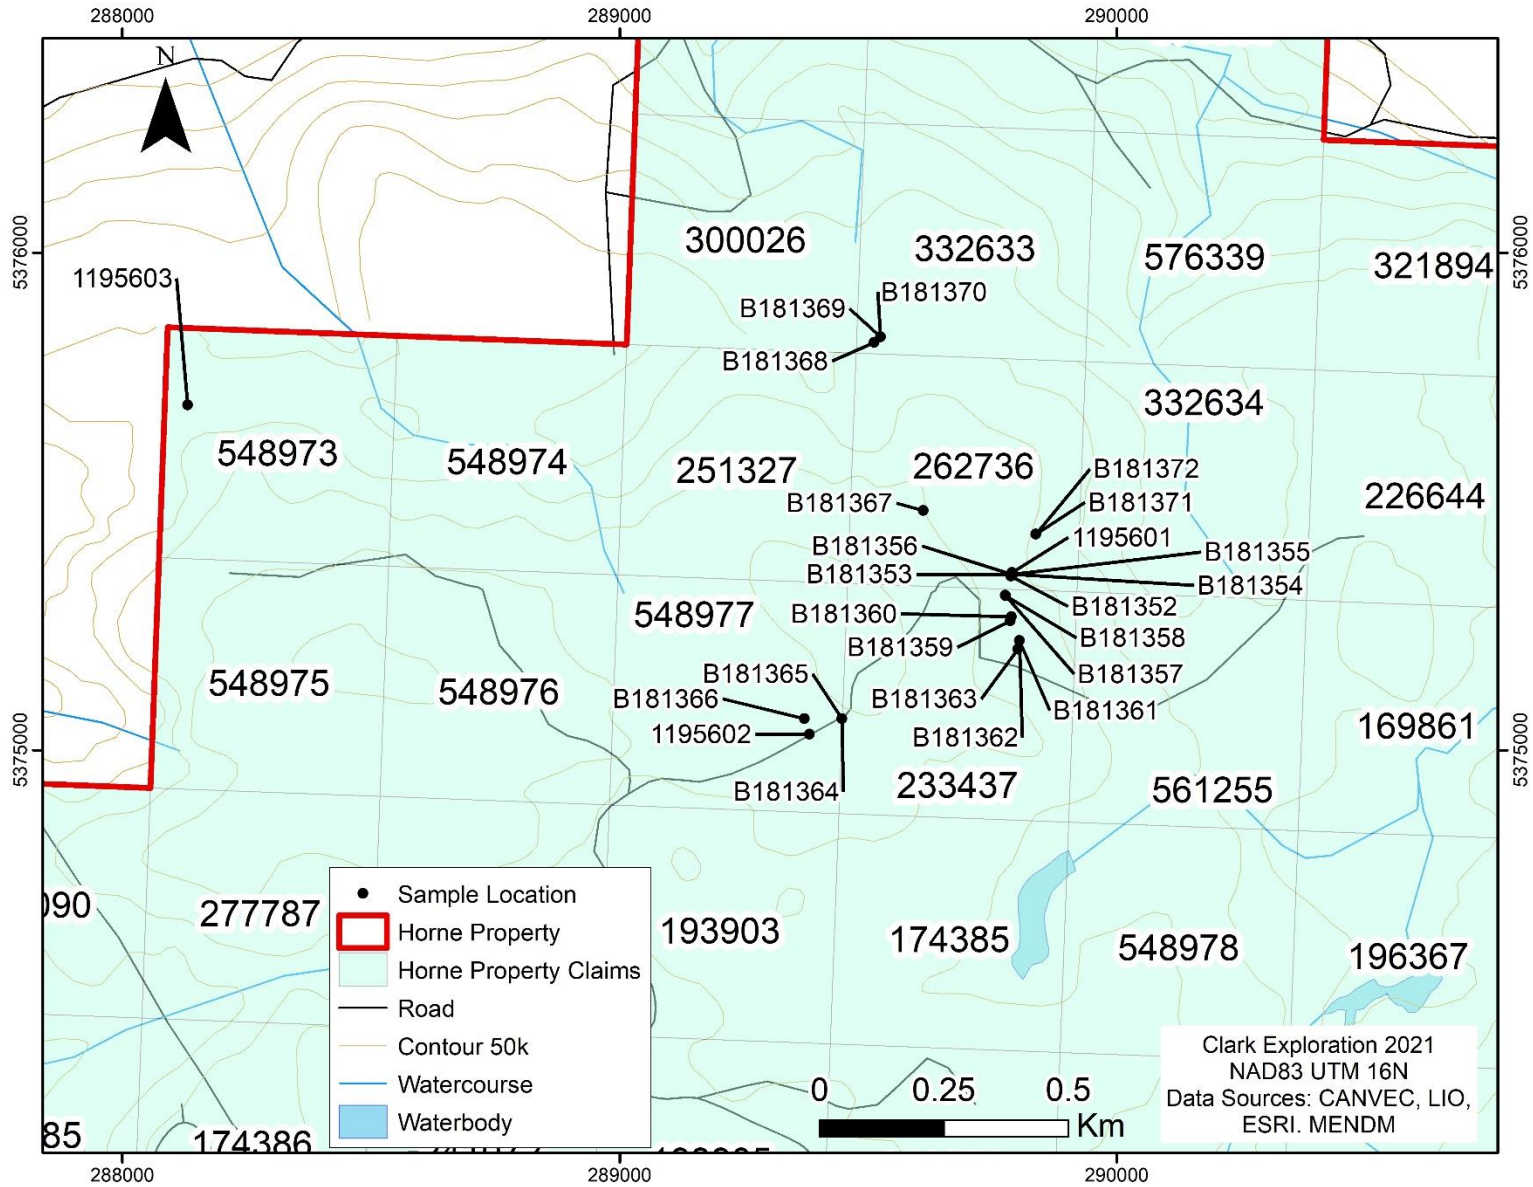 288000
289000
290000
N
5376000
5376000
300026
332633
576339
321894
1195603
B181370
B181369
B181368
332634
548973
548974
251327
262736
B181372
226644
B181367
B181371
1195601
B181356
B181355
B181353
B181354
B181352
548977
B181360
B181358
B181359
B181357
548975
548976
B181365
B181366
B181363
B181361
1195602
B181362
169861
5375000
5375000
B181364
233437
561255
090
277787
193903
174385
548978
196367
Sample Location
Horne Property
Horne Property Claims
Road
Contour 50k
Watercourse
Waterbody
0 0.25 0.5
Km
Clark Exploration 2021
NAD83 UTM 16N
Data Sources: CANVEC, LIO,
ESRI. MENDM
85
174386
288000
289000
290000